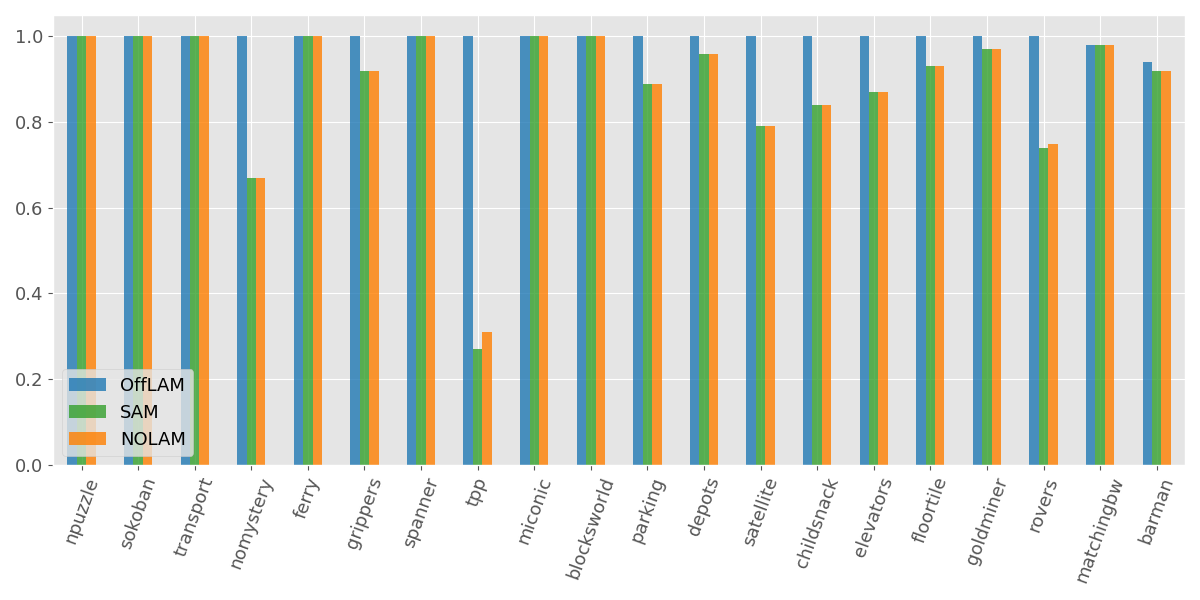 1.0
0.8
0.6
0.4
0.2
0.0
OffLAM
SAM
NOLAM
npuzzle
sokoban
transport
nomystery
ferry
grippers
spanner
tpp
miconic
blocksworld
parking
depots
satellite
childsnack
elevators
floortile
goldminer
rovers
matchingbw
barman